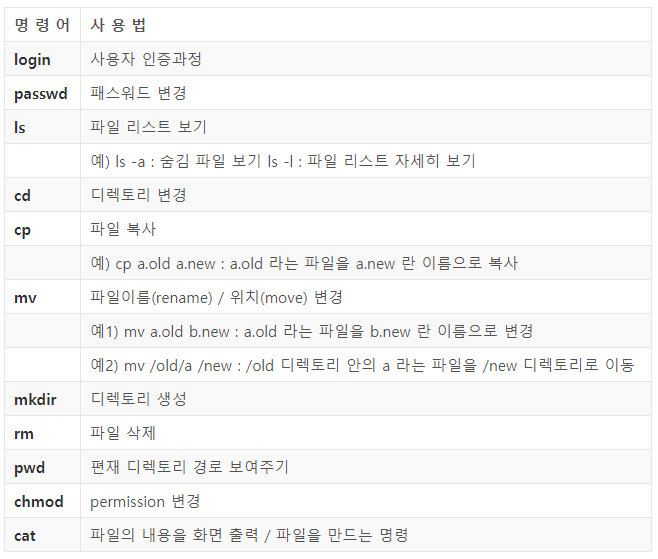 명 령 어 사 용 법
login 사용자 인증과정
passwd 패스워드 변경
ls 파일 리스트 보기
예) ls -a : 숨김 파일 보기 ls -l : 파일 리스트 자세히 보기
cd 디렉토리 변경
cp 파일 복사
예) cp a.old a.new : a.old 라는 파일을 a.new 란 이름으로 복사
mv 파일이름(rename) / 위치(move) 변경
예1) mv a.old b.new : a.old 라는 파일을 b.new 란 이름으로 변경
예2) mv /old/a /new : /old 디렉토리 안의 a 라는 파일을 /new 디렉토리로 이동
mkdir 디렉토리 생성
rm 파일 삭제
pwd 편재 디렉토리 경로 보여주기
chmod permission 변경
cat 파일의 내용을 화면 출력 / 파일을 만드는 명령